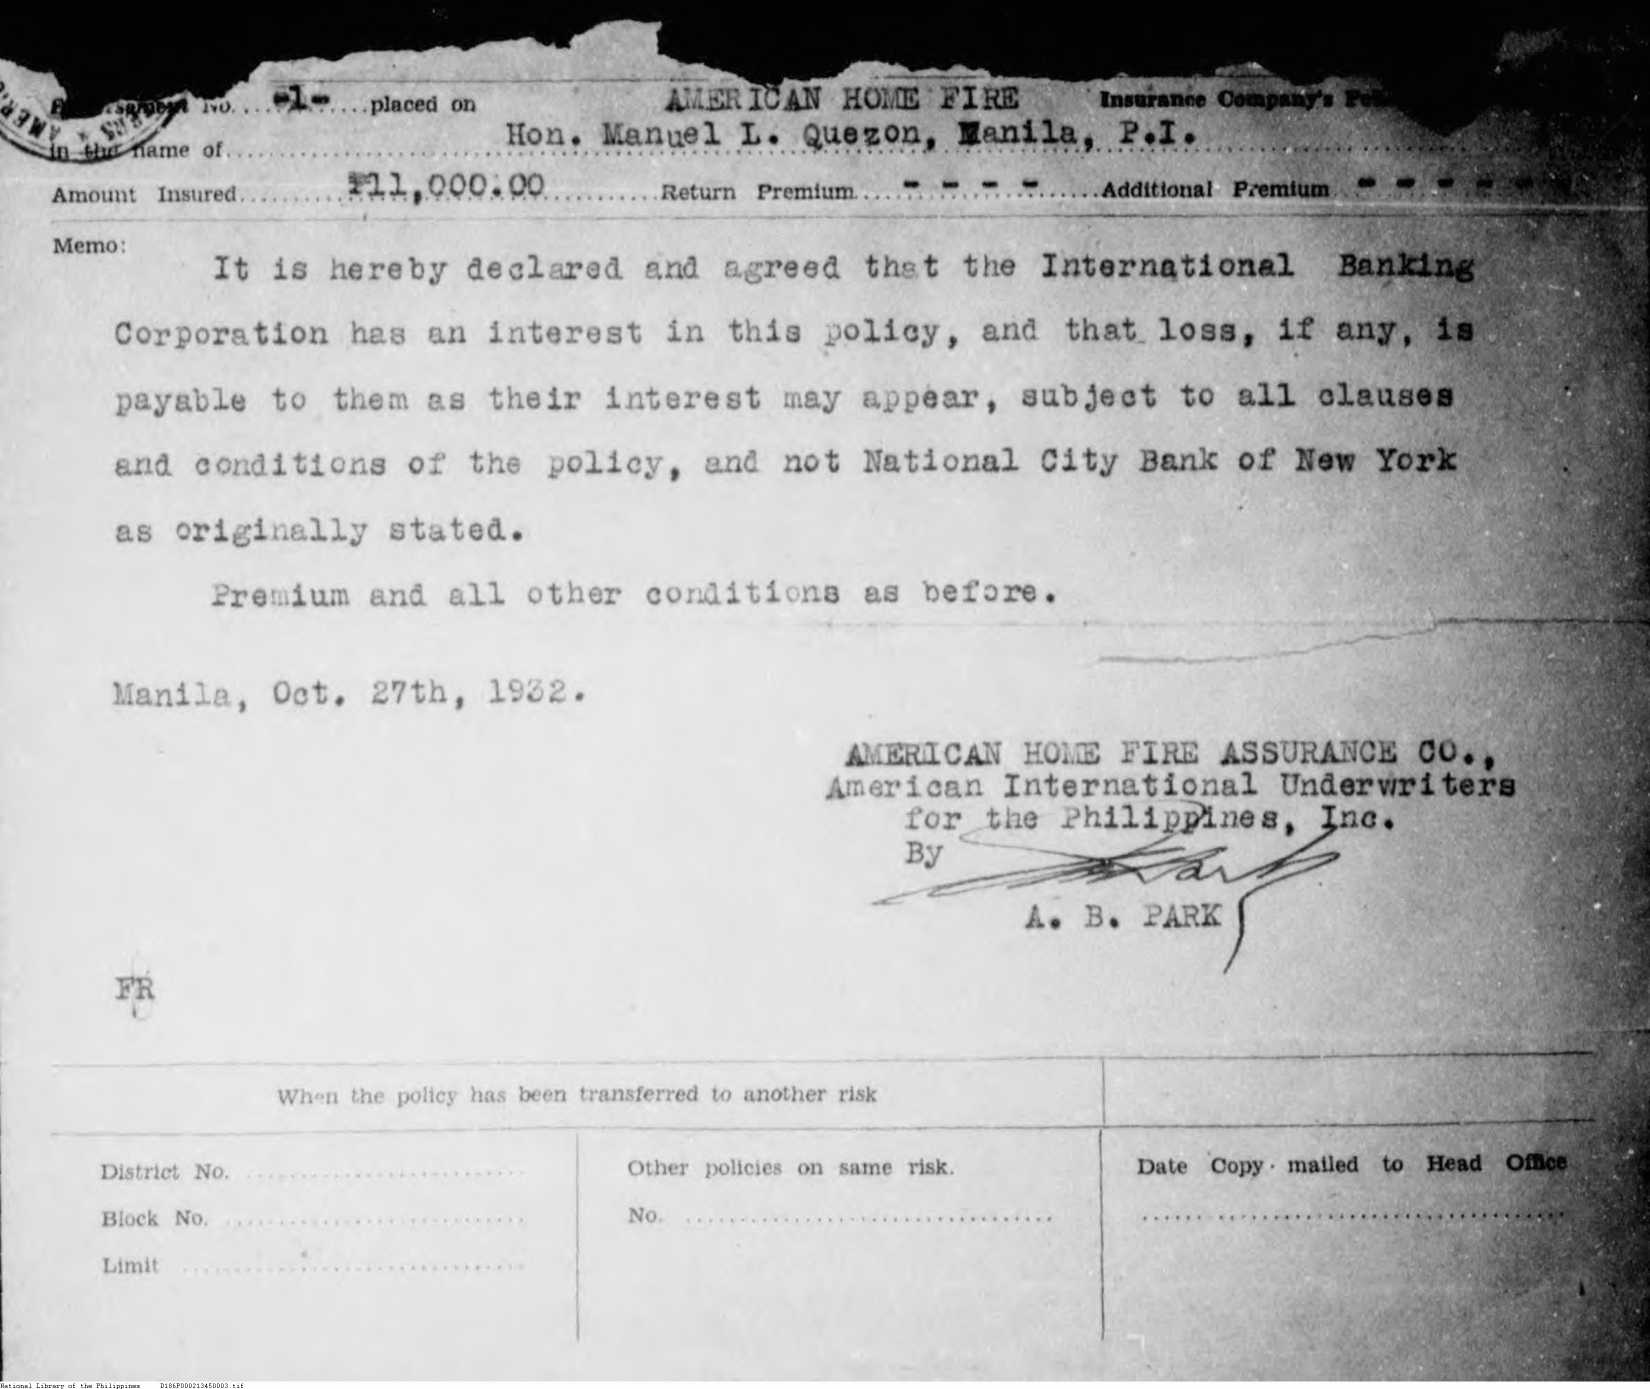 No. -1- placed on AMERICAN HOME FIRE Insurance Company's
in the name of Hon. Manuel L. Quezon, Manila, P.I.
Amount Insured ₱11,000.00 Return Premium - - - - Additional Premium - - - - - -
Memo:
It is hereby declared and agreed that the International Banking
Corporation has an interest in this policy, and that loss, if any, is
payable to them as their interest may appear, subject to all clauses
and conditions of the policy, and not National City Bank of New York
as originally stated.
Premium and all other conditions as before.
Manila, Oct. 27th, 1932.
AMERICAN HOME FIRE ASSURANCE CO.,
American International Underwriters
for the Philippines, Inc.
By
A. B. PARK
FR
When the policy has been transferred to another risk
District No. Other policies on same risk. Date Copy mailed to Head Office
Block No. No.
Limit
National Library of the Philippines D186P000213450003.tif